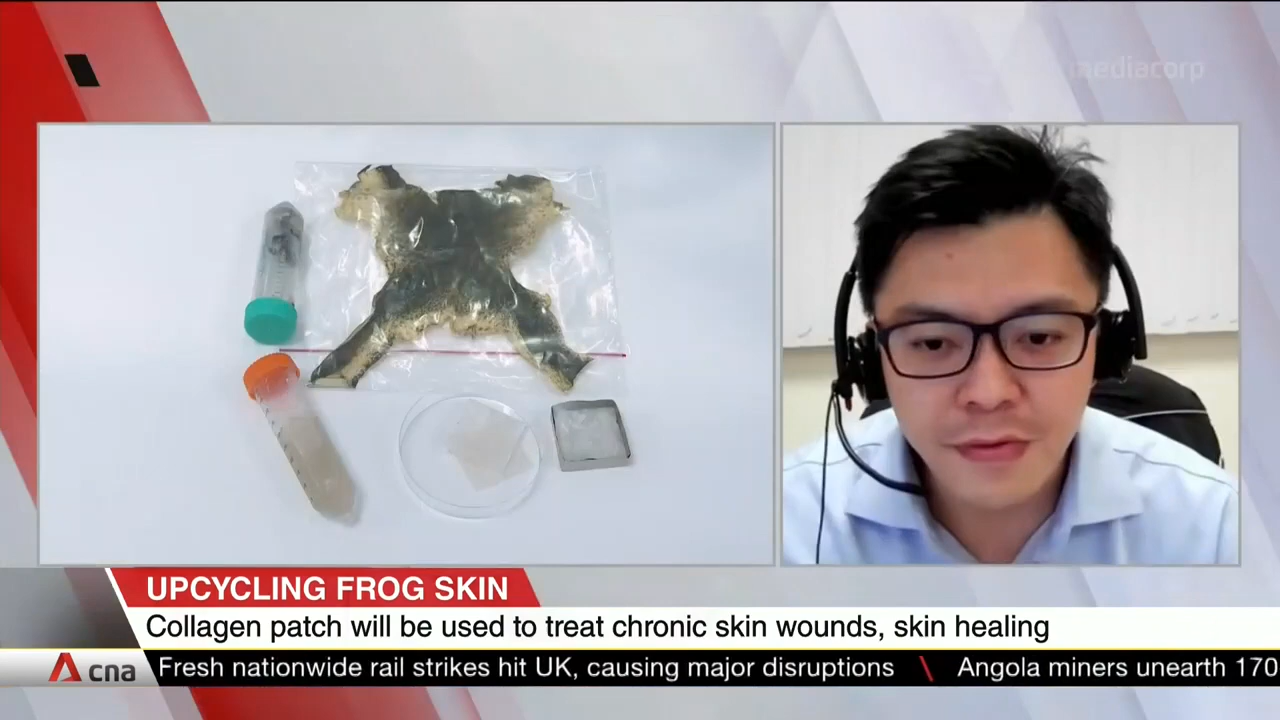 mediacorp
UPCYCLING FROG SKIN
Collagen patch will be used to treat chronic skin wounds, skin healing
cna
Fresh nationwide rail strikes hit UK, causing major disruptions \ Angola miners unearth 170